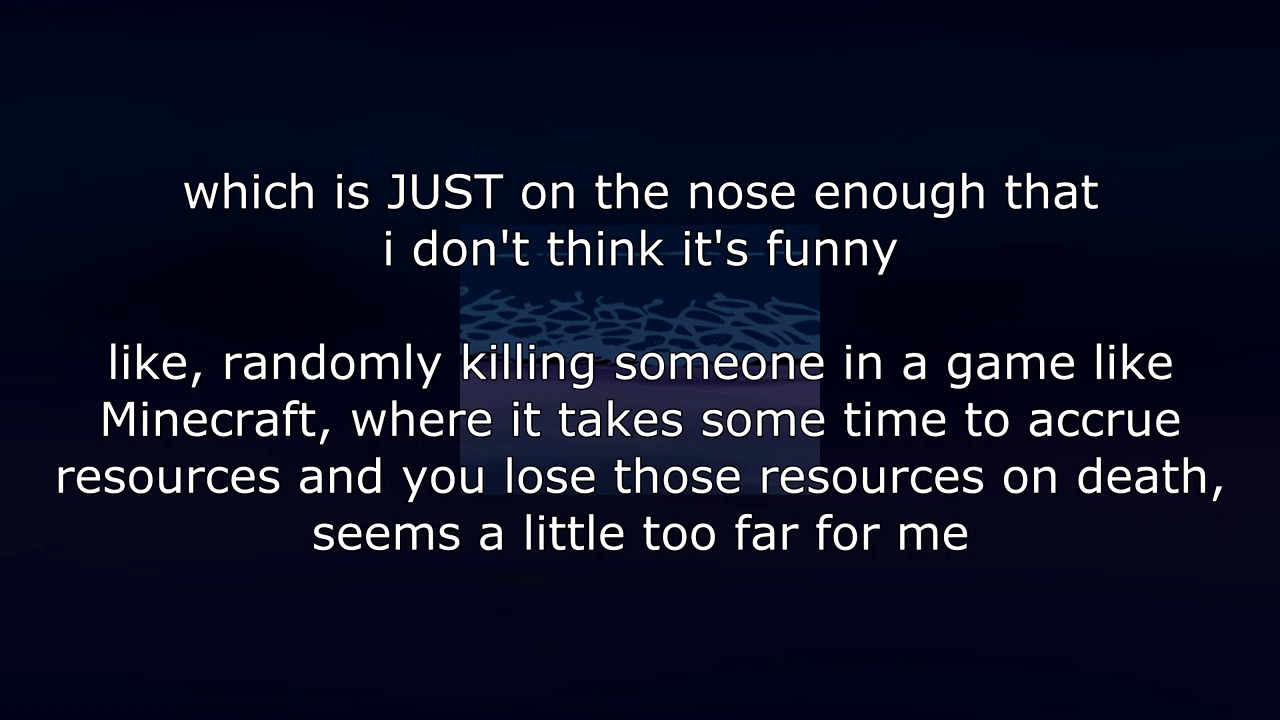 which is JUST on the nose enough that
i don't think it's funny
like, randomly killing someone in a game like
Minecraft, where it takes some time to accrue
resources and you lose those resources on death,
seems a little too far for me